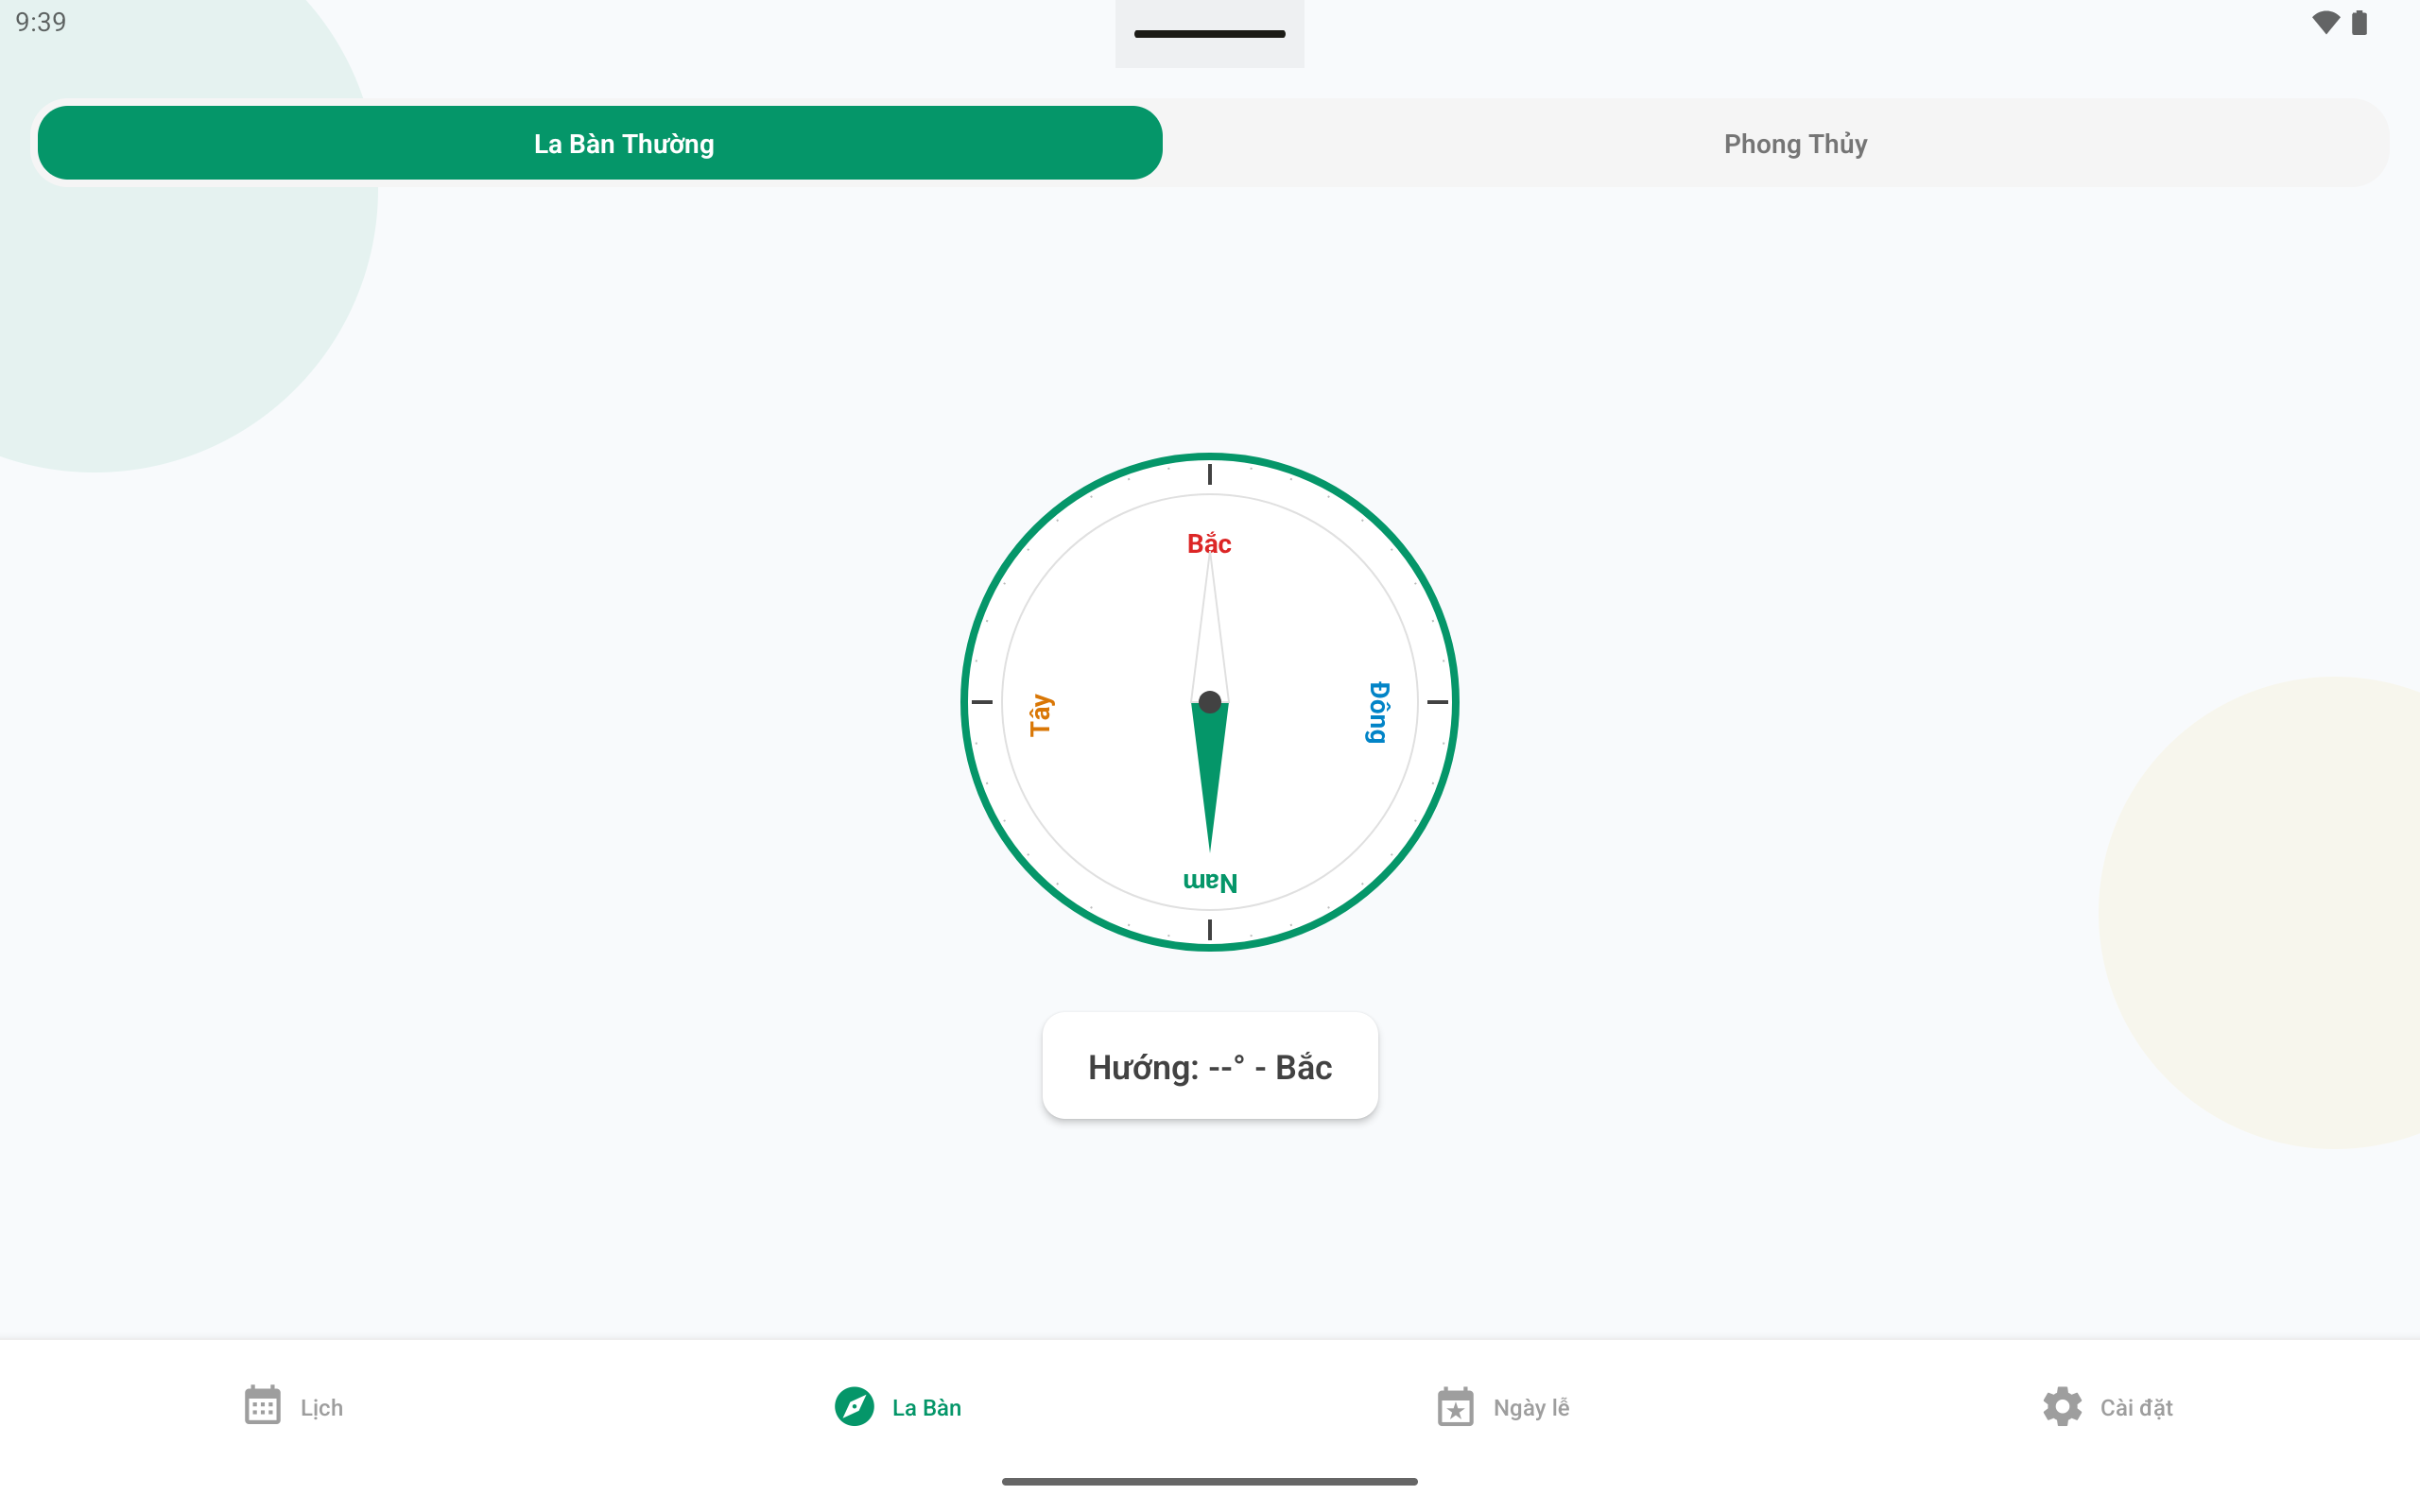 9:39
La Bàn Thường
Phong Thủy
Bắc
Tây
Đông
Nam
Hướng: --° - Bắc
Lịch
La Bàn
Ngày lễ
Cài đặt